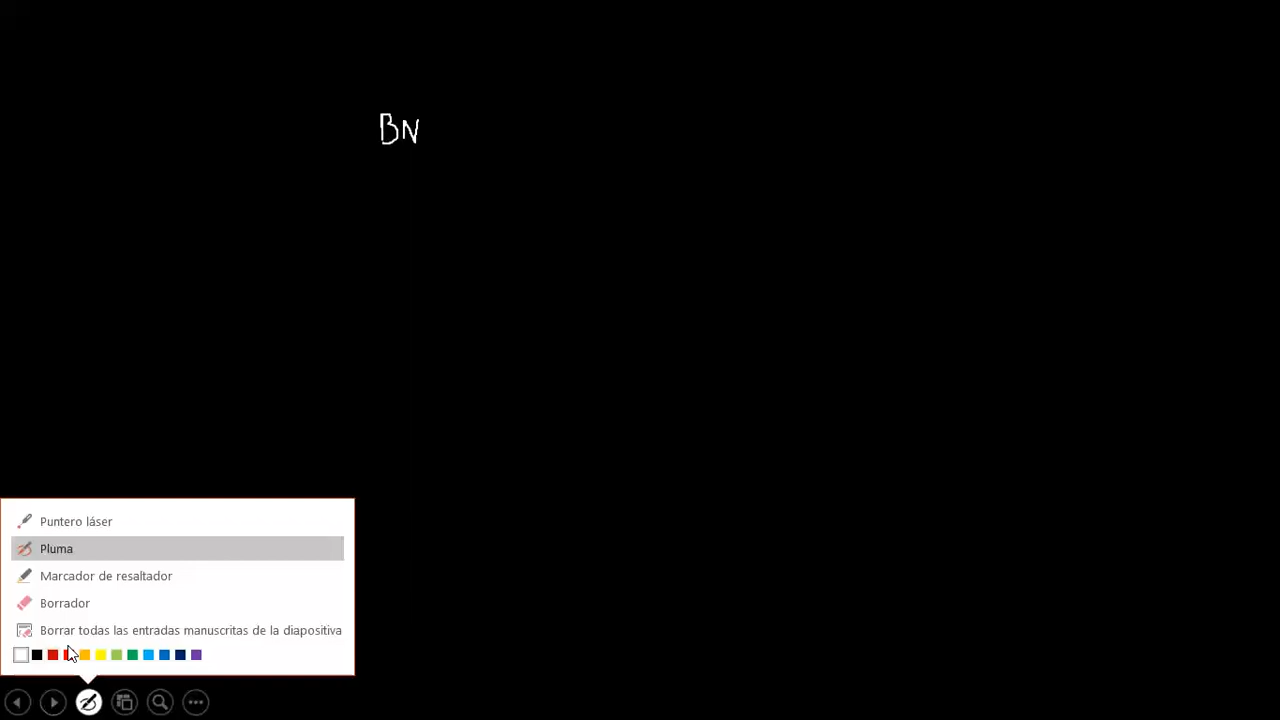 BN
Puntero láser
Pluma
Marcador de resaltador
Borrador
Borrar todas las entradas manuscritas de la diapositiva